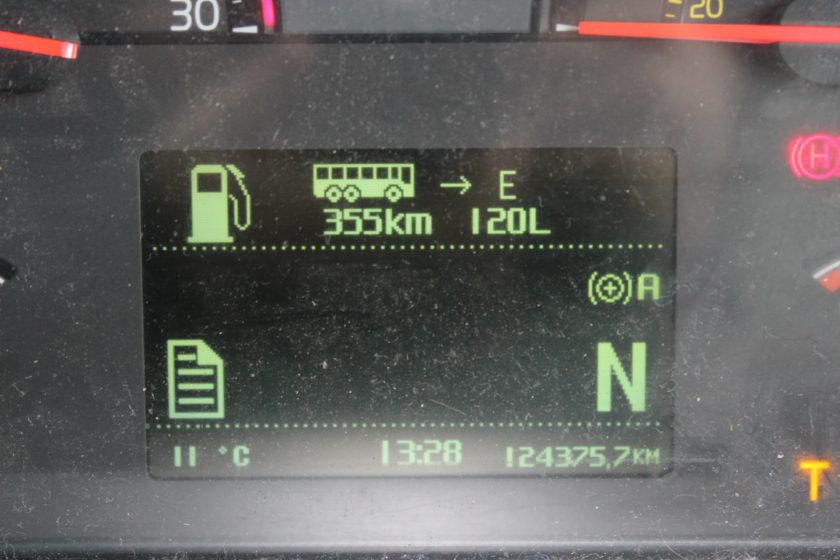 30
20
→ E
355km 120L
(H)
A
N
11 °C 13:28 124375,7KM
T